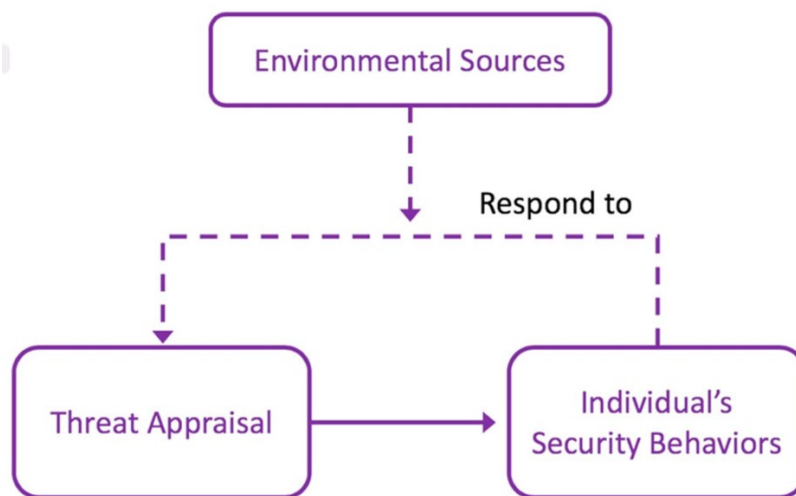 Environmental Sources
Respond to
Threat Appraisal
Individual’s
Security Behaviors